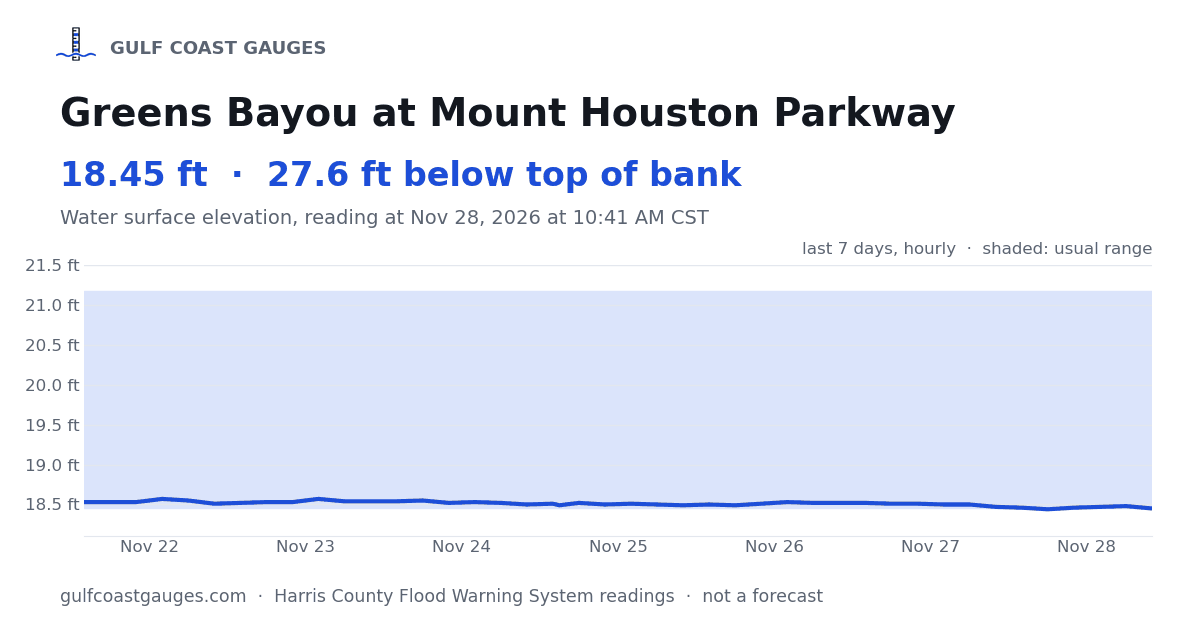 GULF COAST GAUGES
Greens Bayou at Mount Houston Parkway
18.45 ft · 27.6 ft below top of bank
Water surface elevation, reading at Nov 28, 2026 at 10:41 AM CST
last 7 days, hourly · shaded: usual range
21.5 ft
21.0 ft
20.5 ft
20.0 ft
19.5 ft
19.0 ft
18.5 ft
Nov 22 Nov 23 Nov 24 Nov 25 Nov 26 Nov 27 Nov 28
gulfcoastgauges.com · Harris County Flood Warning System readings · not a forecast